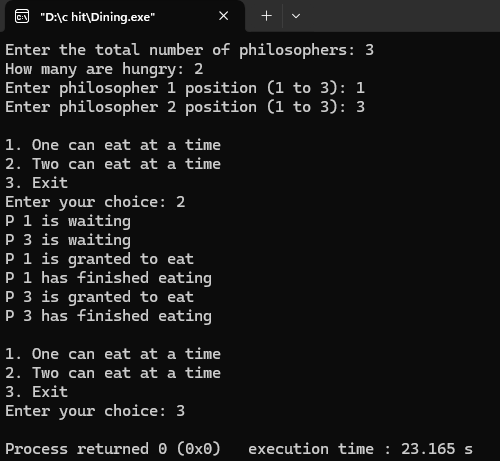 "D:\c hit\Dining.exe"
Enter the total number of philosophers: 3
How many are hungry: 2
Enter philosopher 1 position (1 to 3): 1
Enter philosopher 2 position (1 to 3): 3
1. One can eat at a time
2. Two can eat at a time
3. Exit
Enter your choice: 2
P 1 is waiting
P 3 is waiting
P 1 is granted to eat
P 1 has finished eating
P 3 is granted to eat
P 3 has finished eating
1. One can eat at a time
2. Two can eat at a time
3. Exit
Enter your choice: 3
Process returned 0 (0x0)   execution time : 23.165 s